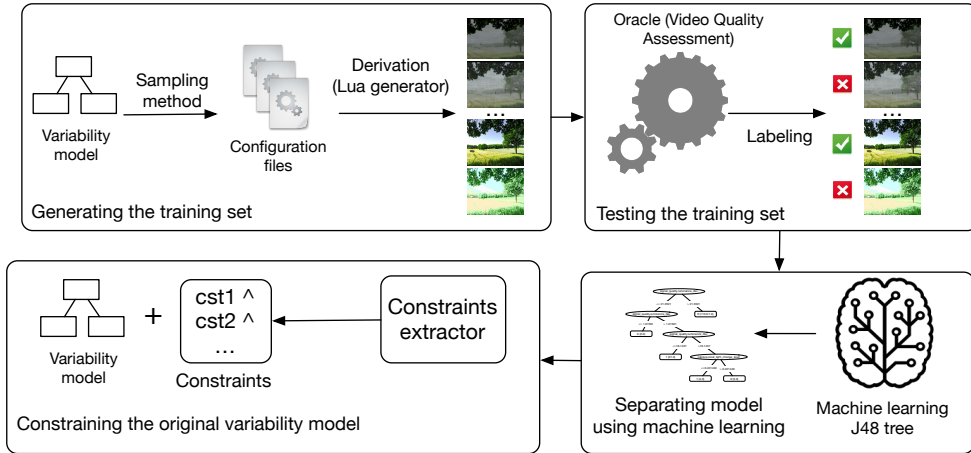 Sampling
method
Variability
model
Configuration
files
Derivation
(Lua generator)
...
Generating the training set
Oracle (Video Quality
Assessment)
Labeling
...
Testing the training set
Separating model
using machine learning
Machine learning
J48 tree
Constraints
extractor
cst1 ^
cst2 ^
...
Constraints
+
Variability
model
Constraining the original variability model